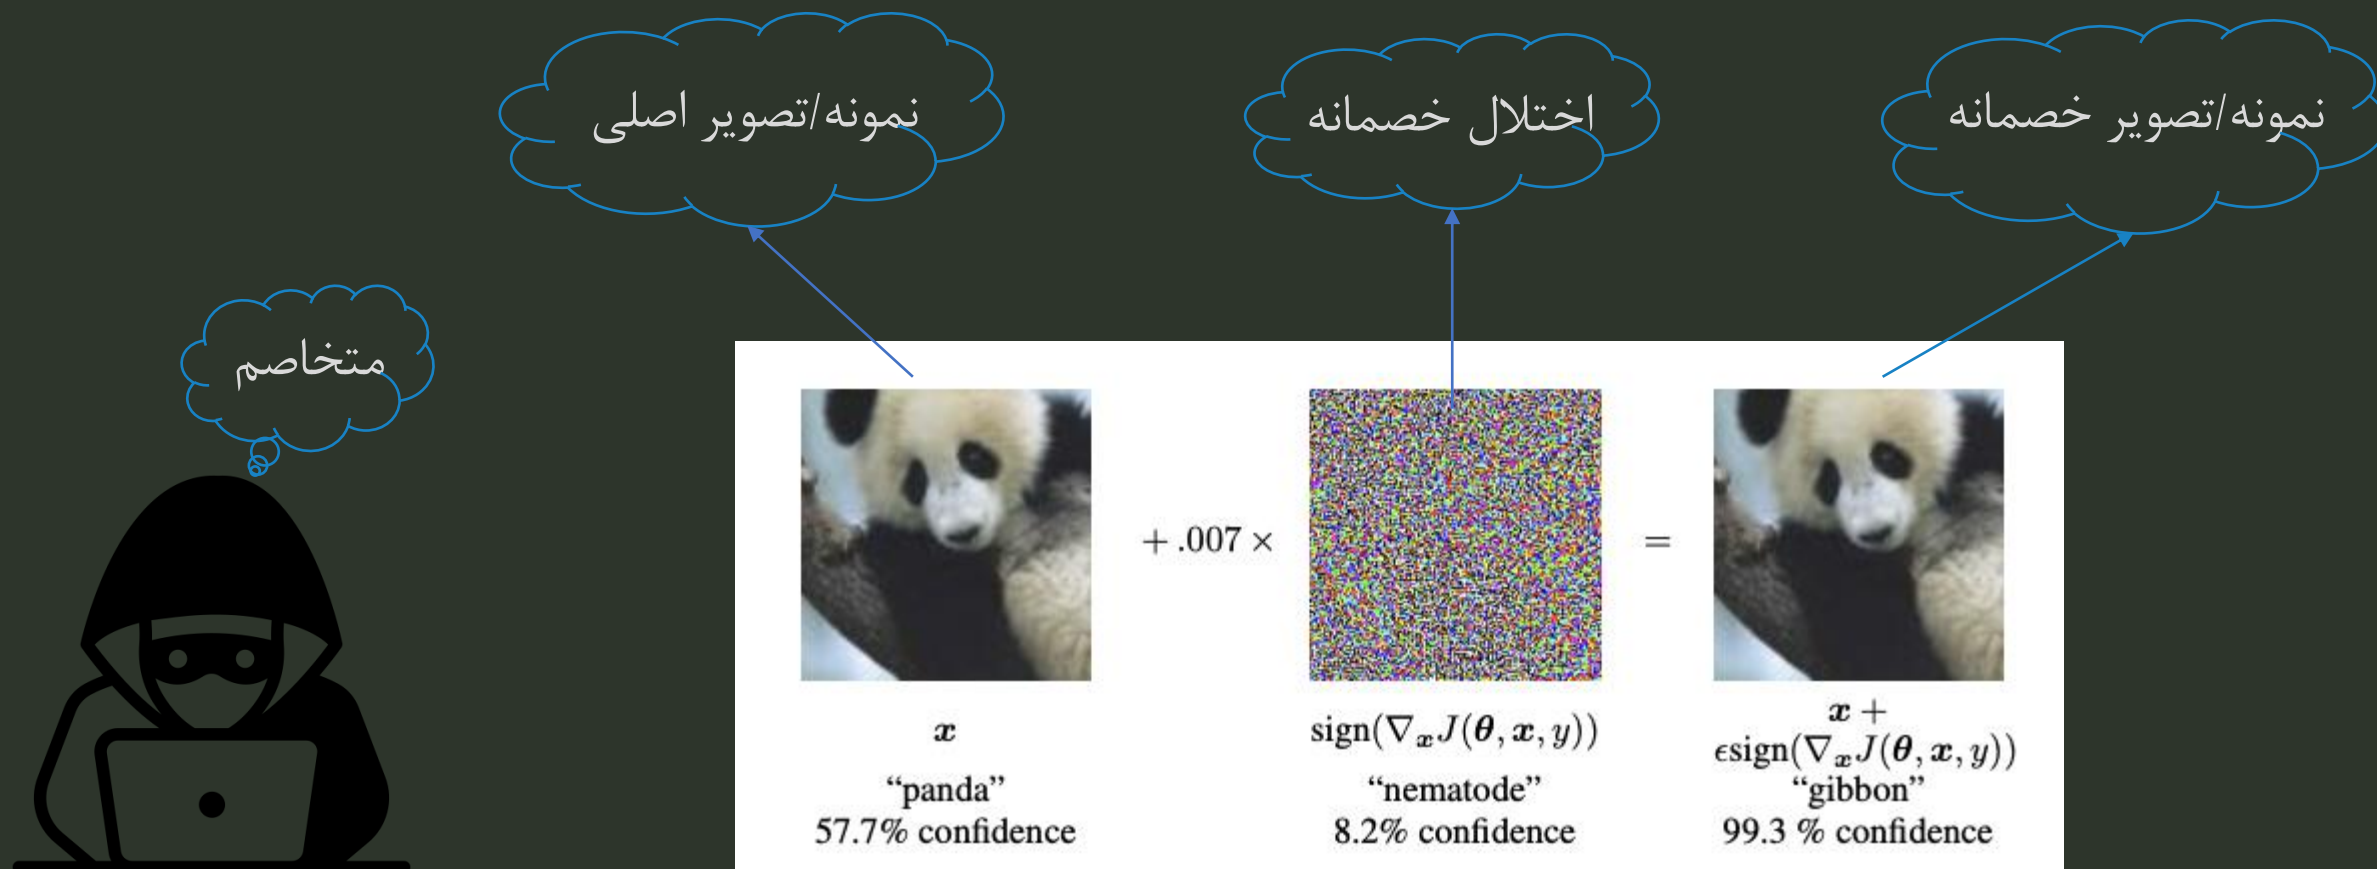 نمونه/تصویر اصلی
اختلال خصمانه
نمونه/تصویر خصمانه
متخاصم
+ .007 ×
=
x
“panda”
57.7% confidence
sign(∇ₓJ(θ, x, y))
“nematode”
8.2% confidence
x +
ϵsign(∇ₓJ(θ, x, y))
“gibbon”
99.3 % confidence